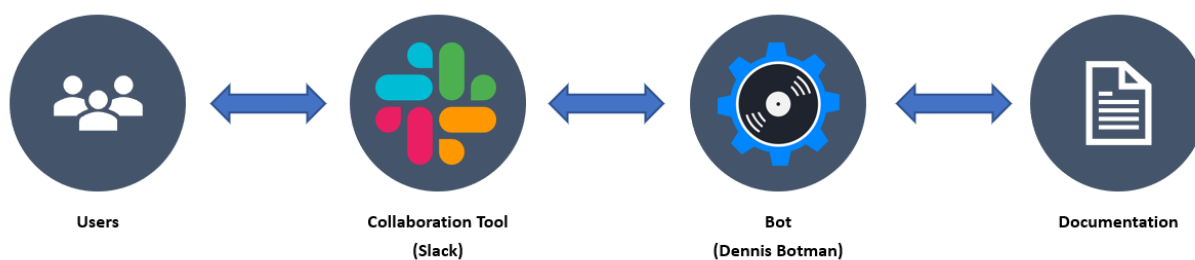 Users
Collaboration Tool
(Slack)
Bot
(Dennis Botman)
Documentation